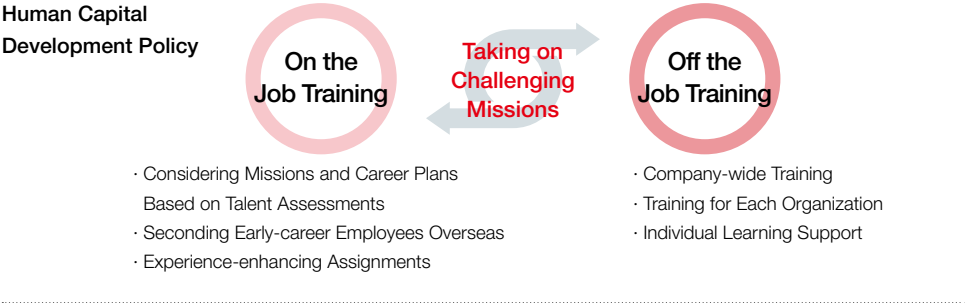 Human Capital
Development Policy
On the
Job Training
Taking on
Challenging
Missions
Off the
Job Training
· Considering Missions and Career Plans
Based on Talent Assessments
· Seconding Early-career Employees Overseas
· Experience-enhancing Assignments
· Company-wide Training
· Training for Each Organization
· Individual Learning Support